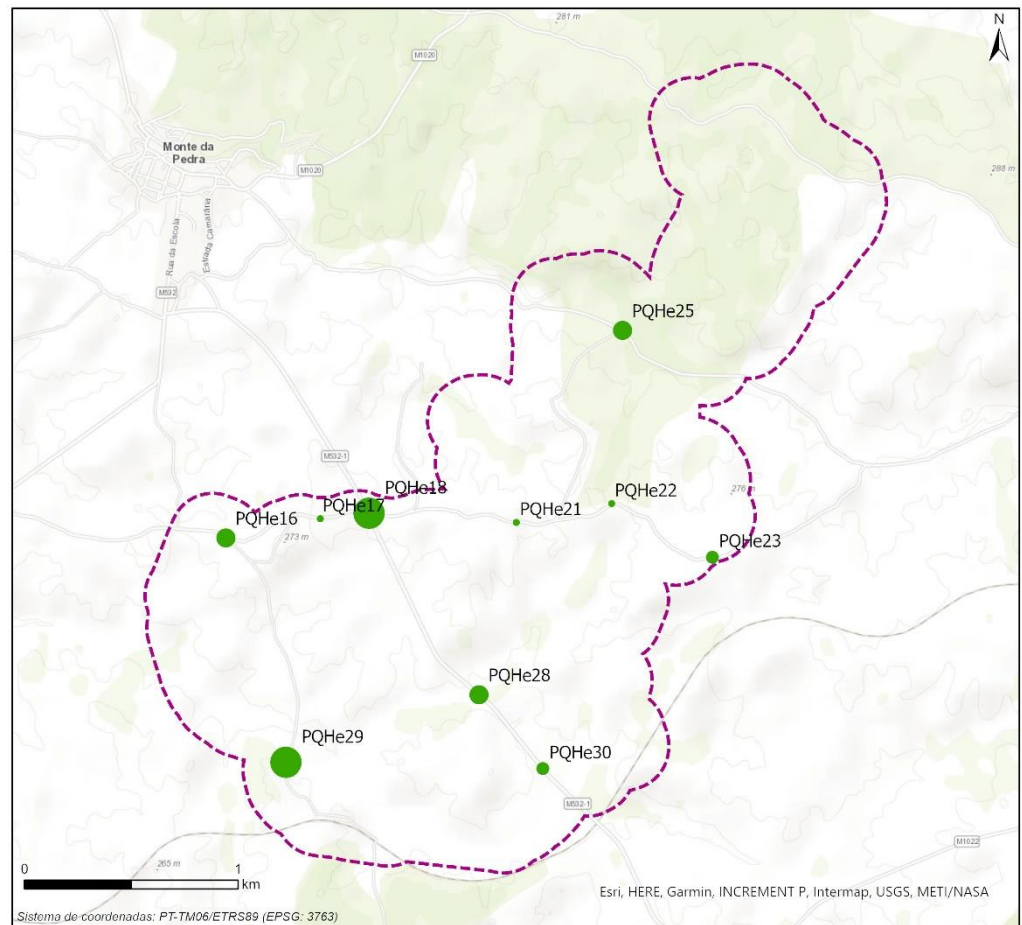 281 m
N
M1020
Monte da
Pedra
M1020
288 m
Rua da Escola
Estrada Camarária
M532
PQHe25
M532-1
276 m
PQHe18
PQHe22
PQHe17
PQHe21
PQHe16
273 m
PQHe23
PQHe28
PQHe29
PQHe30
M532-1
M1022
265 m
0 1
km
Esri, HERE, Garmin, INCREMENT P, Intermap, USGS, METI/NASA
Sistema de coordenadas: PT-TM06/ETRS89 (EPSG: 3763)